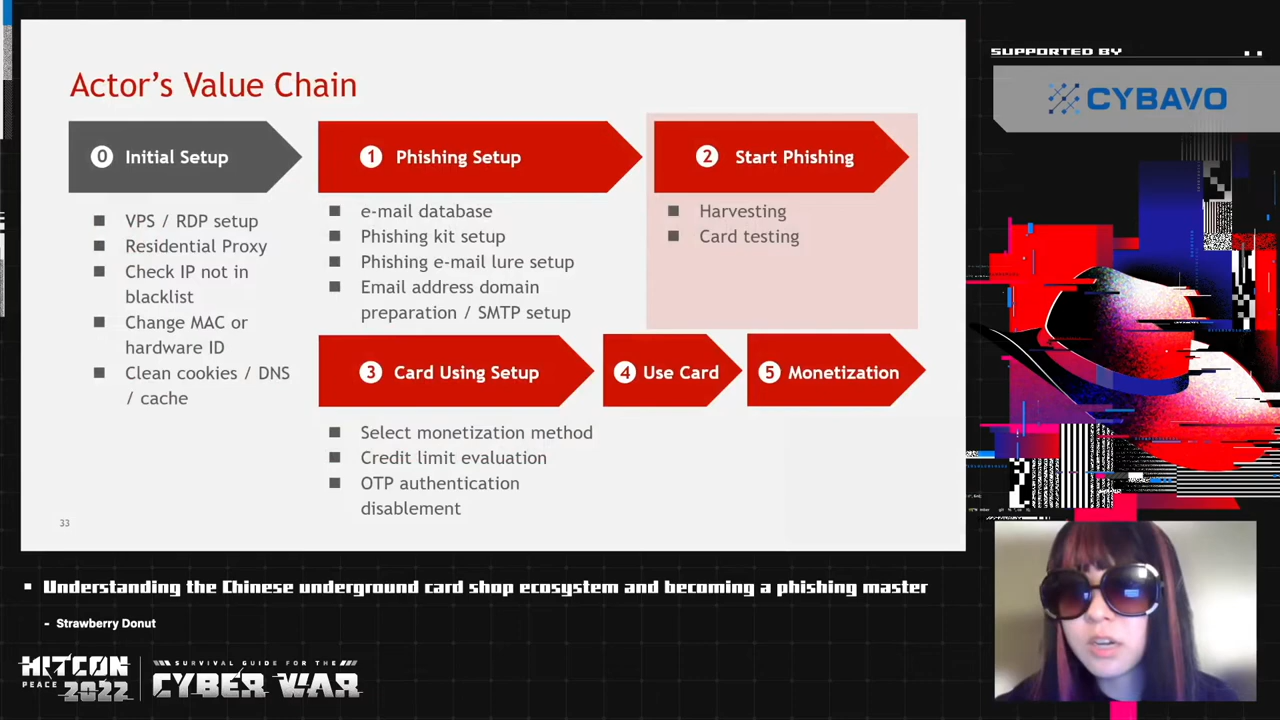 Actor's Value Chain
0 Initial Setup
■ VPS / RDP setup
■ Residential Proxy
■ Check IP not in
blacklist
■ Change MAC or
hardware ID
■ Clean cookies / DNS
/ cache
1 Phishing Setup
■ e-mail database
■ Phishing kit setup
■ Phishing e-mail lure setup
■ Email address domain
preparation / SMTP setup
2 Start Phishing
■ Harvesting
■ Card testing
3 Card Using Setup
■ Select monetization method
■ Credit limit evaluation
■ OTP authentication
disablement
4 Use Card
5 Monetization
33
SUPPORTED BY
CYBAVO
Understanding the Chinese underground card shop ecosystem and becoming a phishing master
- Strawberry Donut
HITCON
PEACE 2022
SURVIVAL GUIDE FOR THE
CYBER WAR